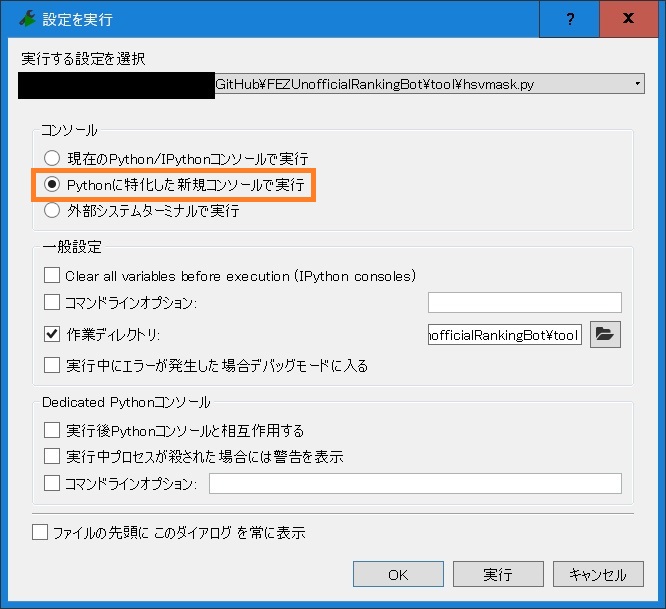 設定を実行
?
x
実行する設定を選択
GitHub¥FEZUnofficialRankingBot¥tool¥hsvmask.py
コンソール
現在のPython/IPythonコンソールで実行
Pythonに特化した新規コンソールで実行
外部システムターミナルで実行
一般設定
Clear all variables before execution (IPython consoles)
コマンドラインオプション:
作業ディレクトリ:
nofficialRankingBot¥tool
実行中にエラーが発生した場合デバッグモードに入る
Dedicated Pythonコンソール
実行後Pythonコンソールと相互作用する
実行中プロセスが殺された場合には警告を表示
コマンドラインオプション:
ファイルの先頭に このダイアログ を常に表示
OK
実行
キャンセル